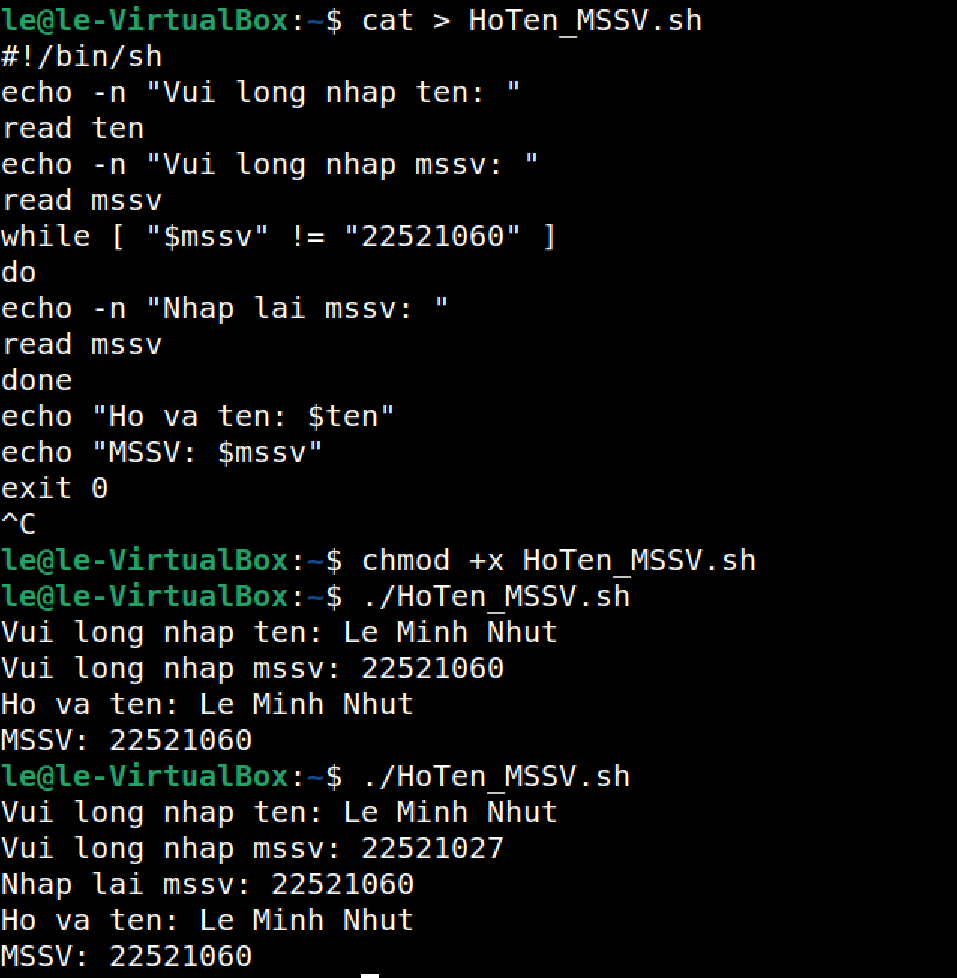 le@le-VirtualBox:~$ cat > HoTen_MSSV.sh
#!/bin/sh
echo -n "Vui long nhap ten: "
read ten
echo -n "Vui long nhap mssv: "
read mssv
while [ "$mssv" != "22521060" ]
do
echo -n "Nhap lai mssv: "
read mssv
done
echo "Ho va ten: $ten"
echo "MSSV: $mssv"
exit 0
^C
le@le-VirtualBox:~$ chmod +x HoTen_MSSV.sh
le@le-VirtualBox:~$ ./HoTen_MSSV.sh
Vui long nhap ten: Le Minh Nhut
Vui long nhap mssv: 22521060
Ho va ten: Le Minh Nhut
MSSV: 22521060
le@le-VirtualBox:~$ ./HoTen_MSSV.sh
Vui long nhap ten: Le Minh Nhut
Vui long nhap mssv: 22521027
Nhap lai mssv: 22521060
Ho va ten: Le Minh Nhut
MSSV: 22521060